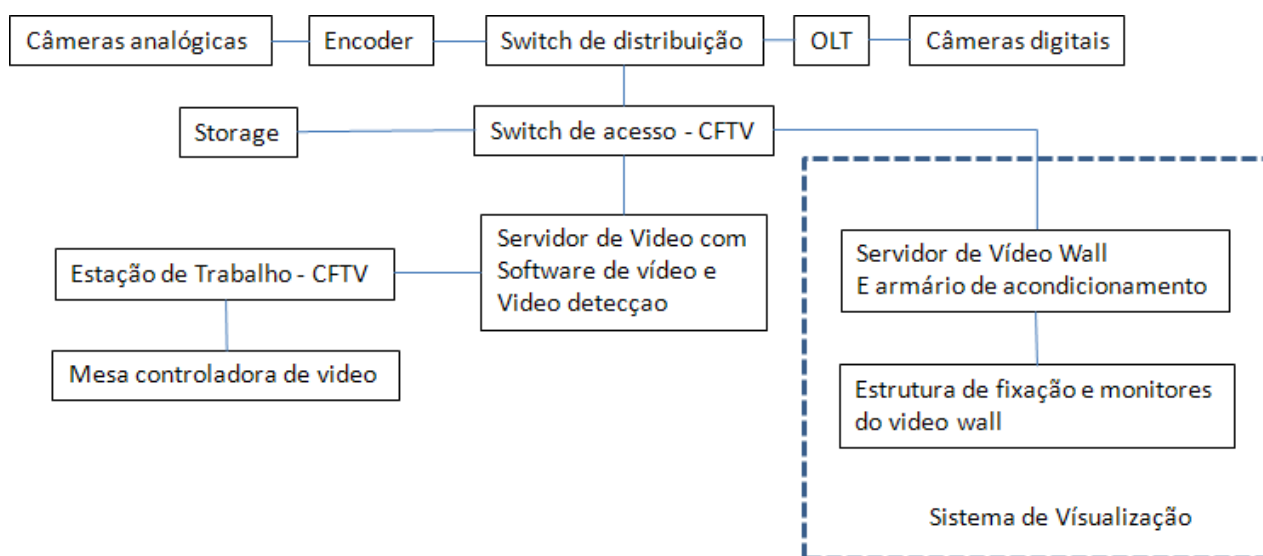 Câmeras analógicas
Encoder
Switch de distribuição
OLT
Câmeras digitais
Storage
Switch de acesso - CFTV
Servidor de Video com
Software de vídeo e
Video detecçao
Estação de Trabalho - CFTV
Mesa controladora de video
Servidor de Vídeo Wall
E armário de acondicionamento
Estrutura de fixação e monitores
do video wall
Sistema de Vísualização